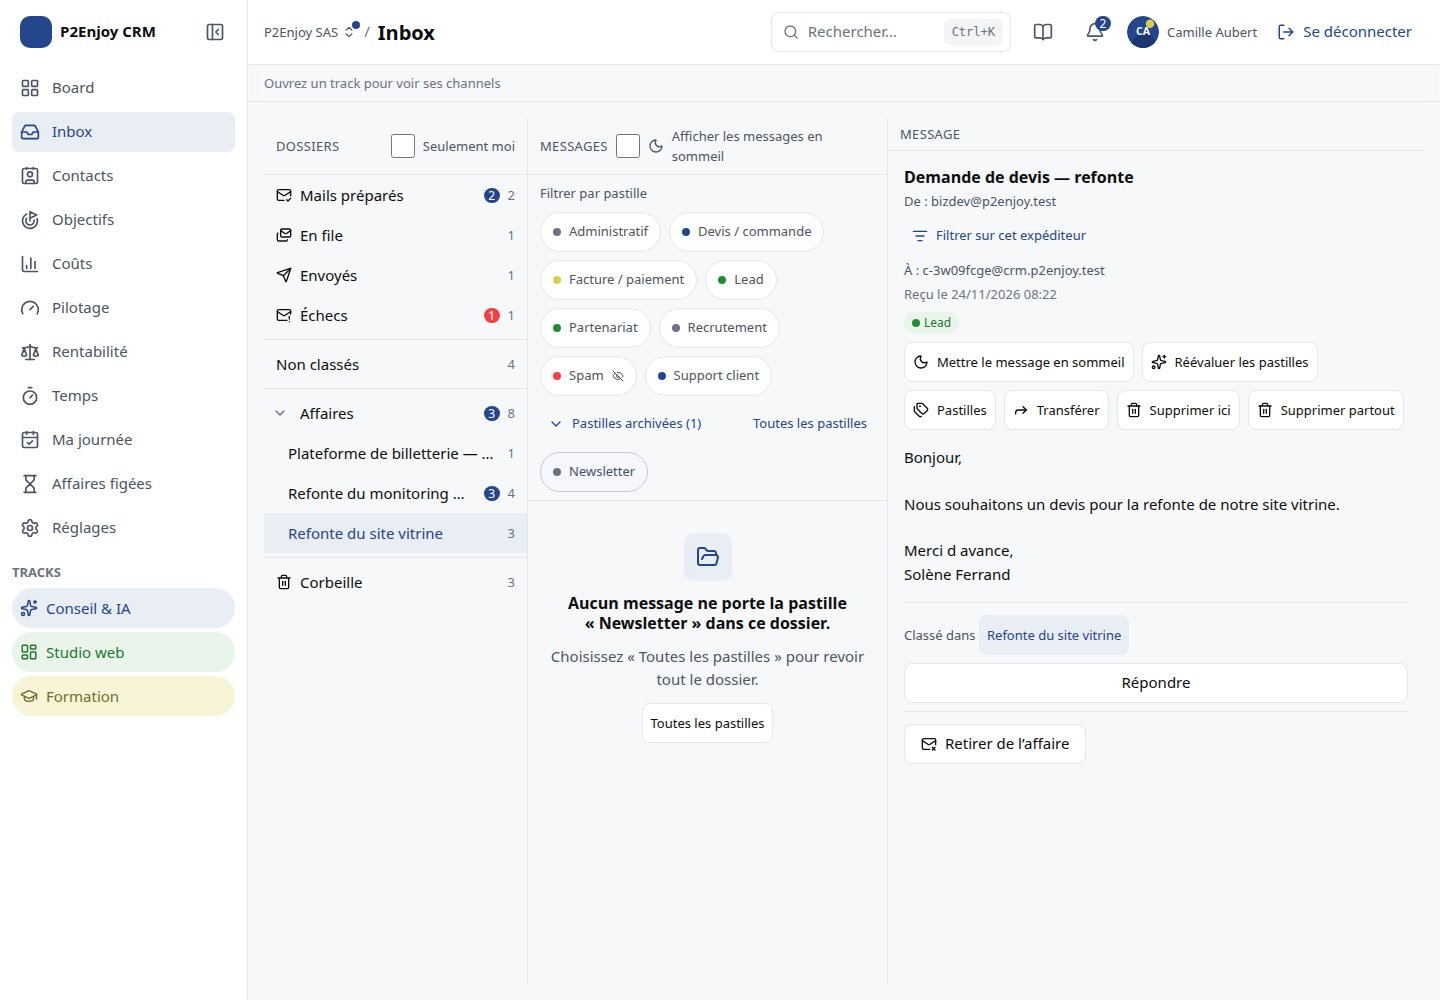 P2Enjoy CRM
Board
Inbox
Contacts
Objectifs
Coûts
Pilotage
Rentabilité
Temps
Ma journée
Affaires figées
Réglages
TRACKS
Conseil & IA
Studio web
Formation
P2Enjoy SAS / Inbox
Rechercher... Ctrl+K
2
CA
Camille Aubert
Se déconnecter
Ouvrez un track pour voir ses channels
DOSSIERS
Seulement moi
Mails préparés 2 2
En file 1
Envoyés 1
Échecs 1 1
Non classés 4
Affaires 3 8
Plateforme de billetterie — ... 1
Refonte du monitoring ... 3 4
Refonte du site vitrine 3
Corbeille 3
MESSAGES
Afficher les messages en
sommeil
Filtrer par pastille
Administratif
Devis / commande
Facture / paiement
Lead
Partenariat
Recrutement
Spam
Support client
Pastilles archivées (1)
Toutes les pastilles
Newsletter
Aucun message ne porte la pastille
« Newsletter » dans ce dossier.
Choisissez « Toutes les pastilles » pour revoir
tout le dossier.
Toutes les pastilles
MESSAGE
Demande de devis — refonte
De : bizdev@p2enjoy.test
Filtrer sur cet expéditeur
À : c-3w09fcge@crm.p2enjoy.test
Reçu le 24/11/2026 08:22
Lead
Mettre le message en sommeil
Réévaluer les pastilles
Pastilles
Transférer
Supprimer ici
Supprimer partout
Bonjour,
Nous souhaitons un devis pour la refonte de notre site vitrine.
Merci d avance,
Solène Ferrand
Classé dans Refonte du site vitrine
Répondre
Retirer de l’affaire